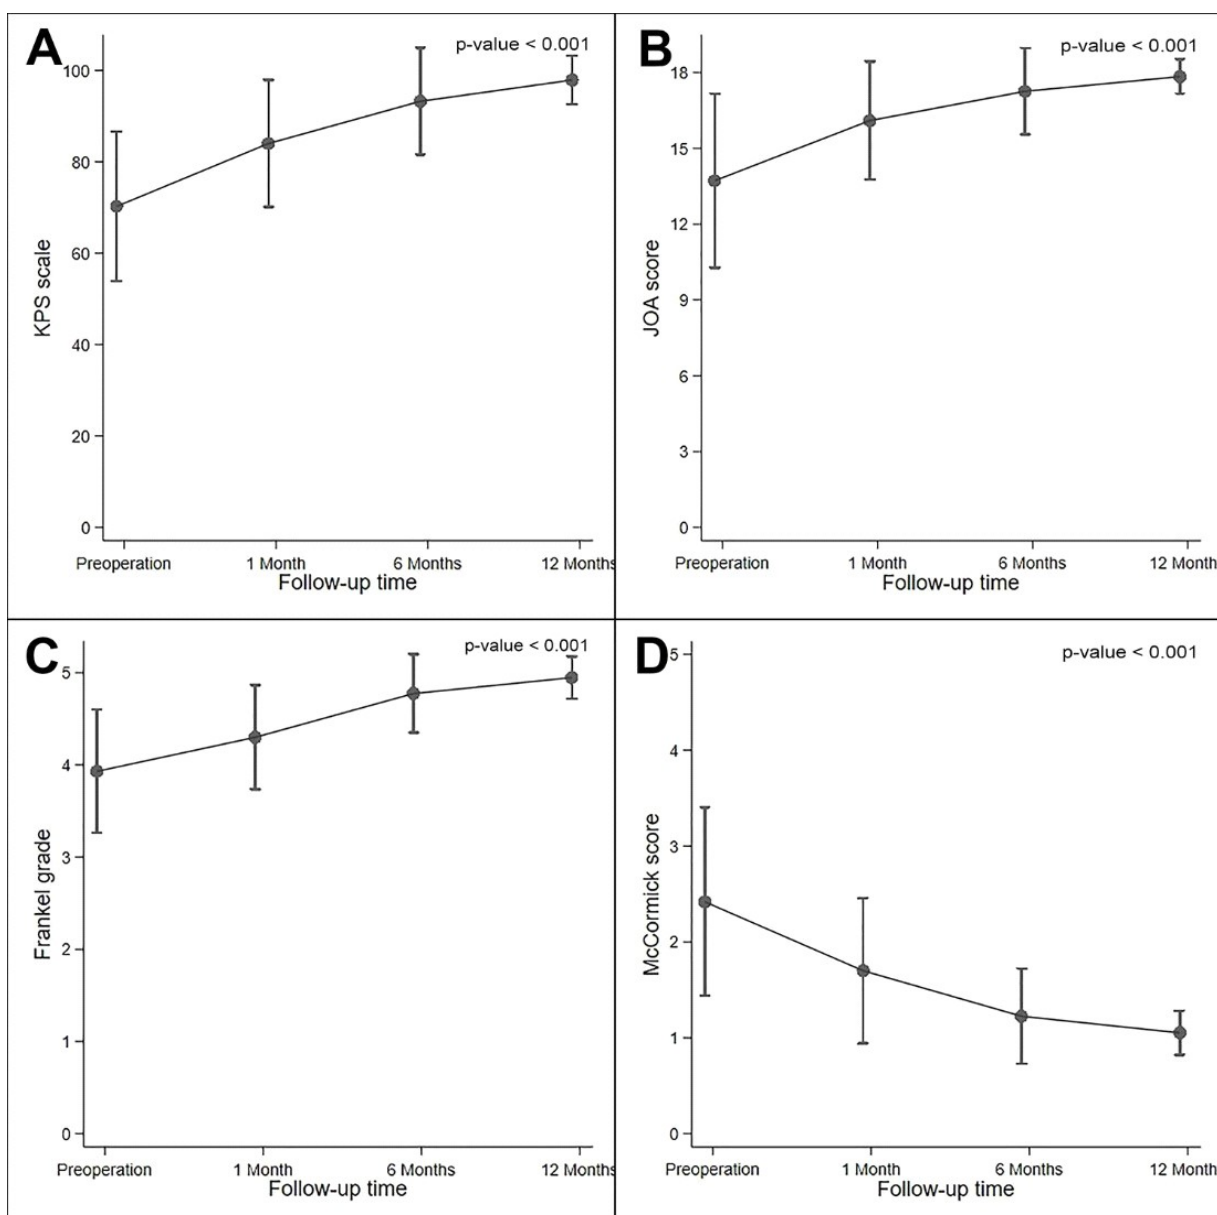 A
p-value < 0.001
100
80
60
40
20
0
KPS scale
Preoperation 1 Month 6 Months 12 Months
Follow-up time
B
p-value < 0.001
18
15
12
9
6
3
0
JOA score
Preoperation 1 Month 6 Months 12 Month
Follow-up time
C
p-value < 0.001
5
4
3
2
1
0
Frankel grade
Preoperation 1 Month 6 Months 12 Months
Follow-up time
D
p-value < 0.001
5
4
3
2
1
0
McCormick score
Preoperation 1 Month 6 Months 12 Month
Follow-up time